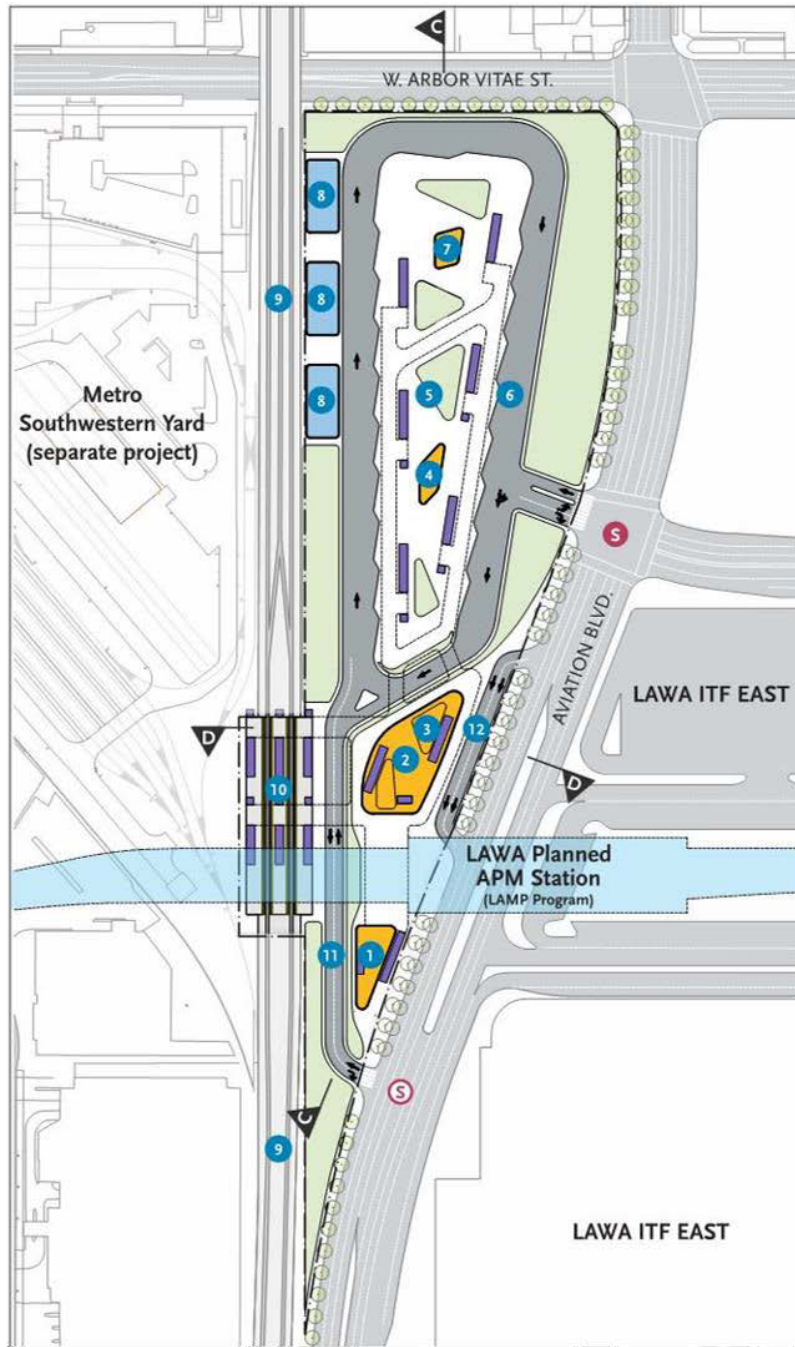 C
W. ARBOR VITAE ST.
8
7
9
8
Metro
Southwestern Yard
(separate project)
8
5
6
4
S
AVIATION BLVD.
LAWA ITF EAST
D
3
12
2
10
D
LAWA Planned
APM Station
(LAMP Program)
11
1
S
C
9
LAWA ITF EAST